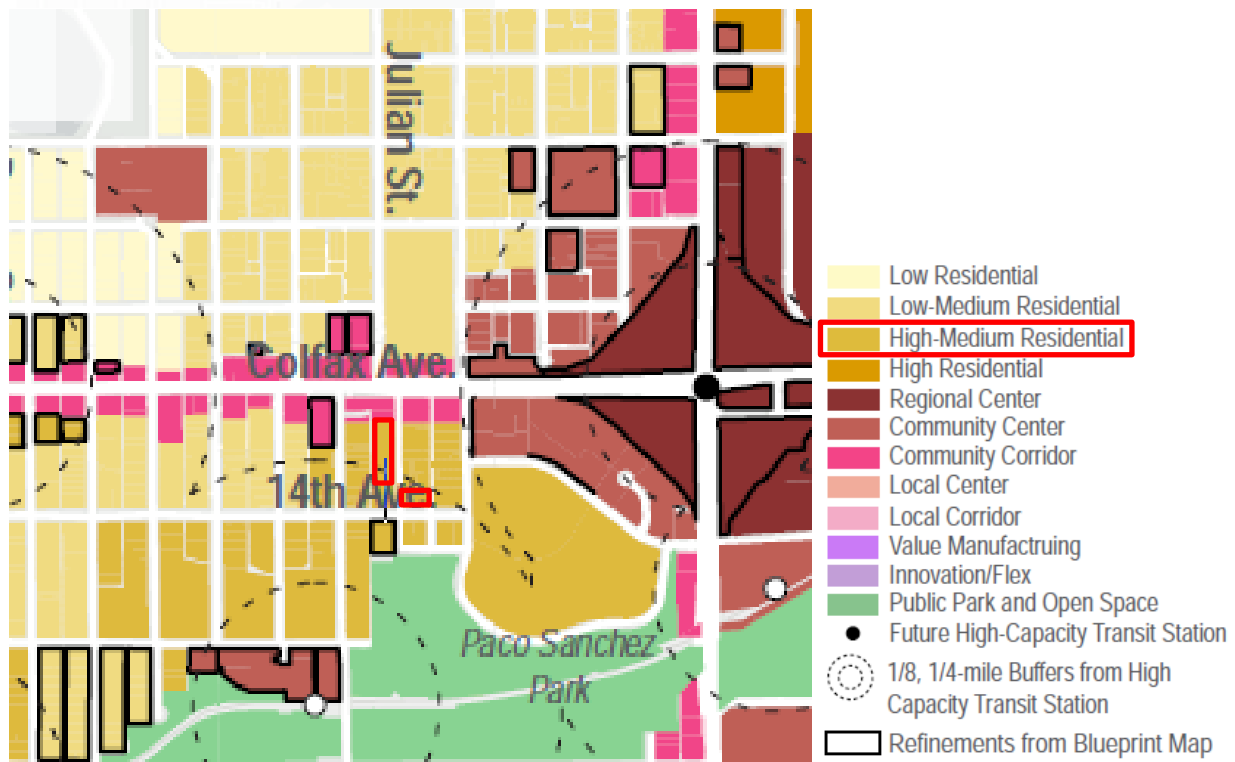 Julian St.
Colfax Ave.
14th Ave.
Paco Sanchez
Park
Low Residential
Low-Medium Residential
High-Medium Residential
High Residential
Regional Center
Community Center
Community Corridor
Local Center
Local Corridor
Value Manufactruing
Innovation/Flex
Public Park and Open Space
Future High-Capacity Transit Station
1/8, 1/4-mile Buffers from High
Capacity Transit Station
Refinements from Blueprint Map